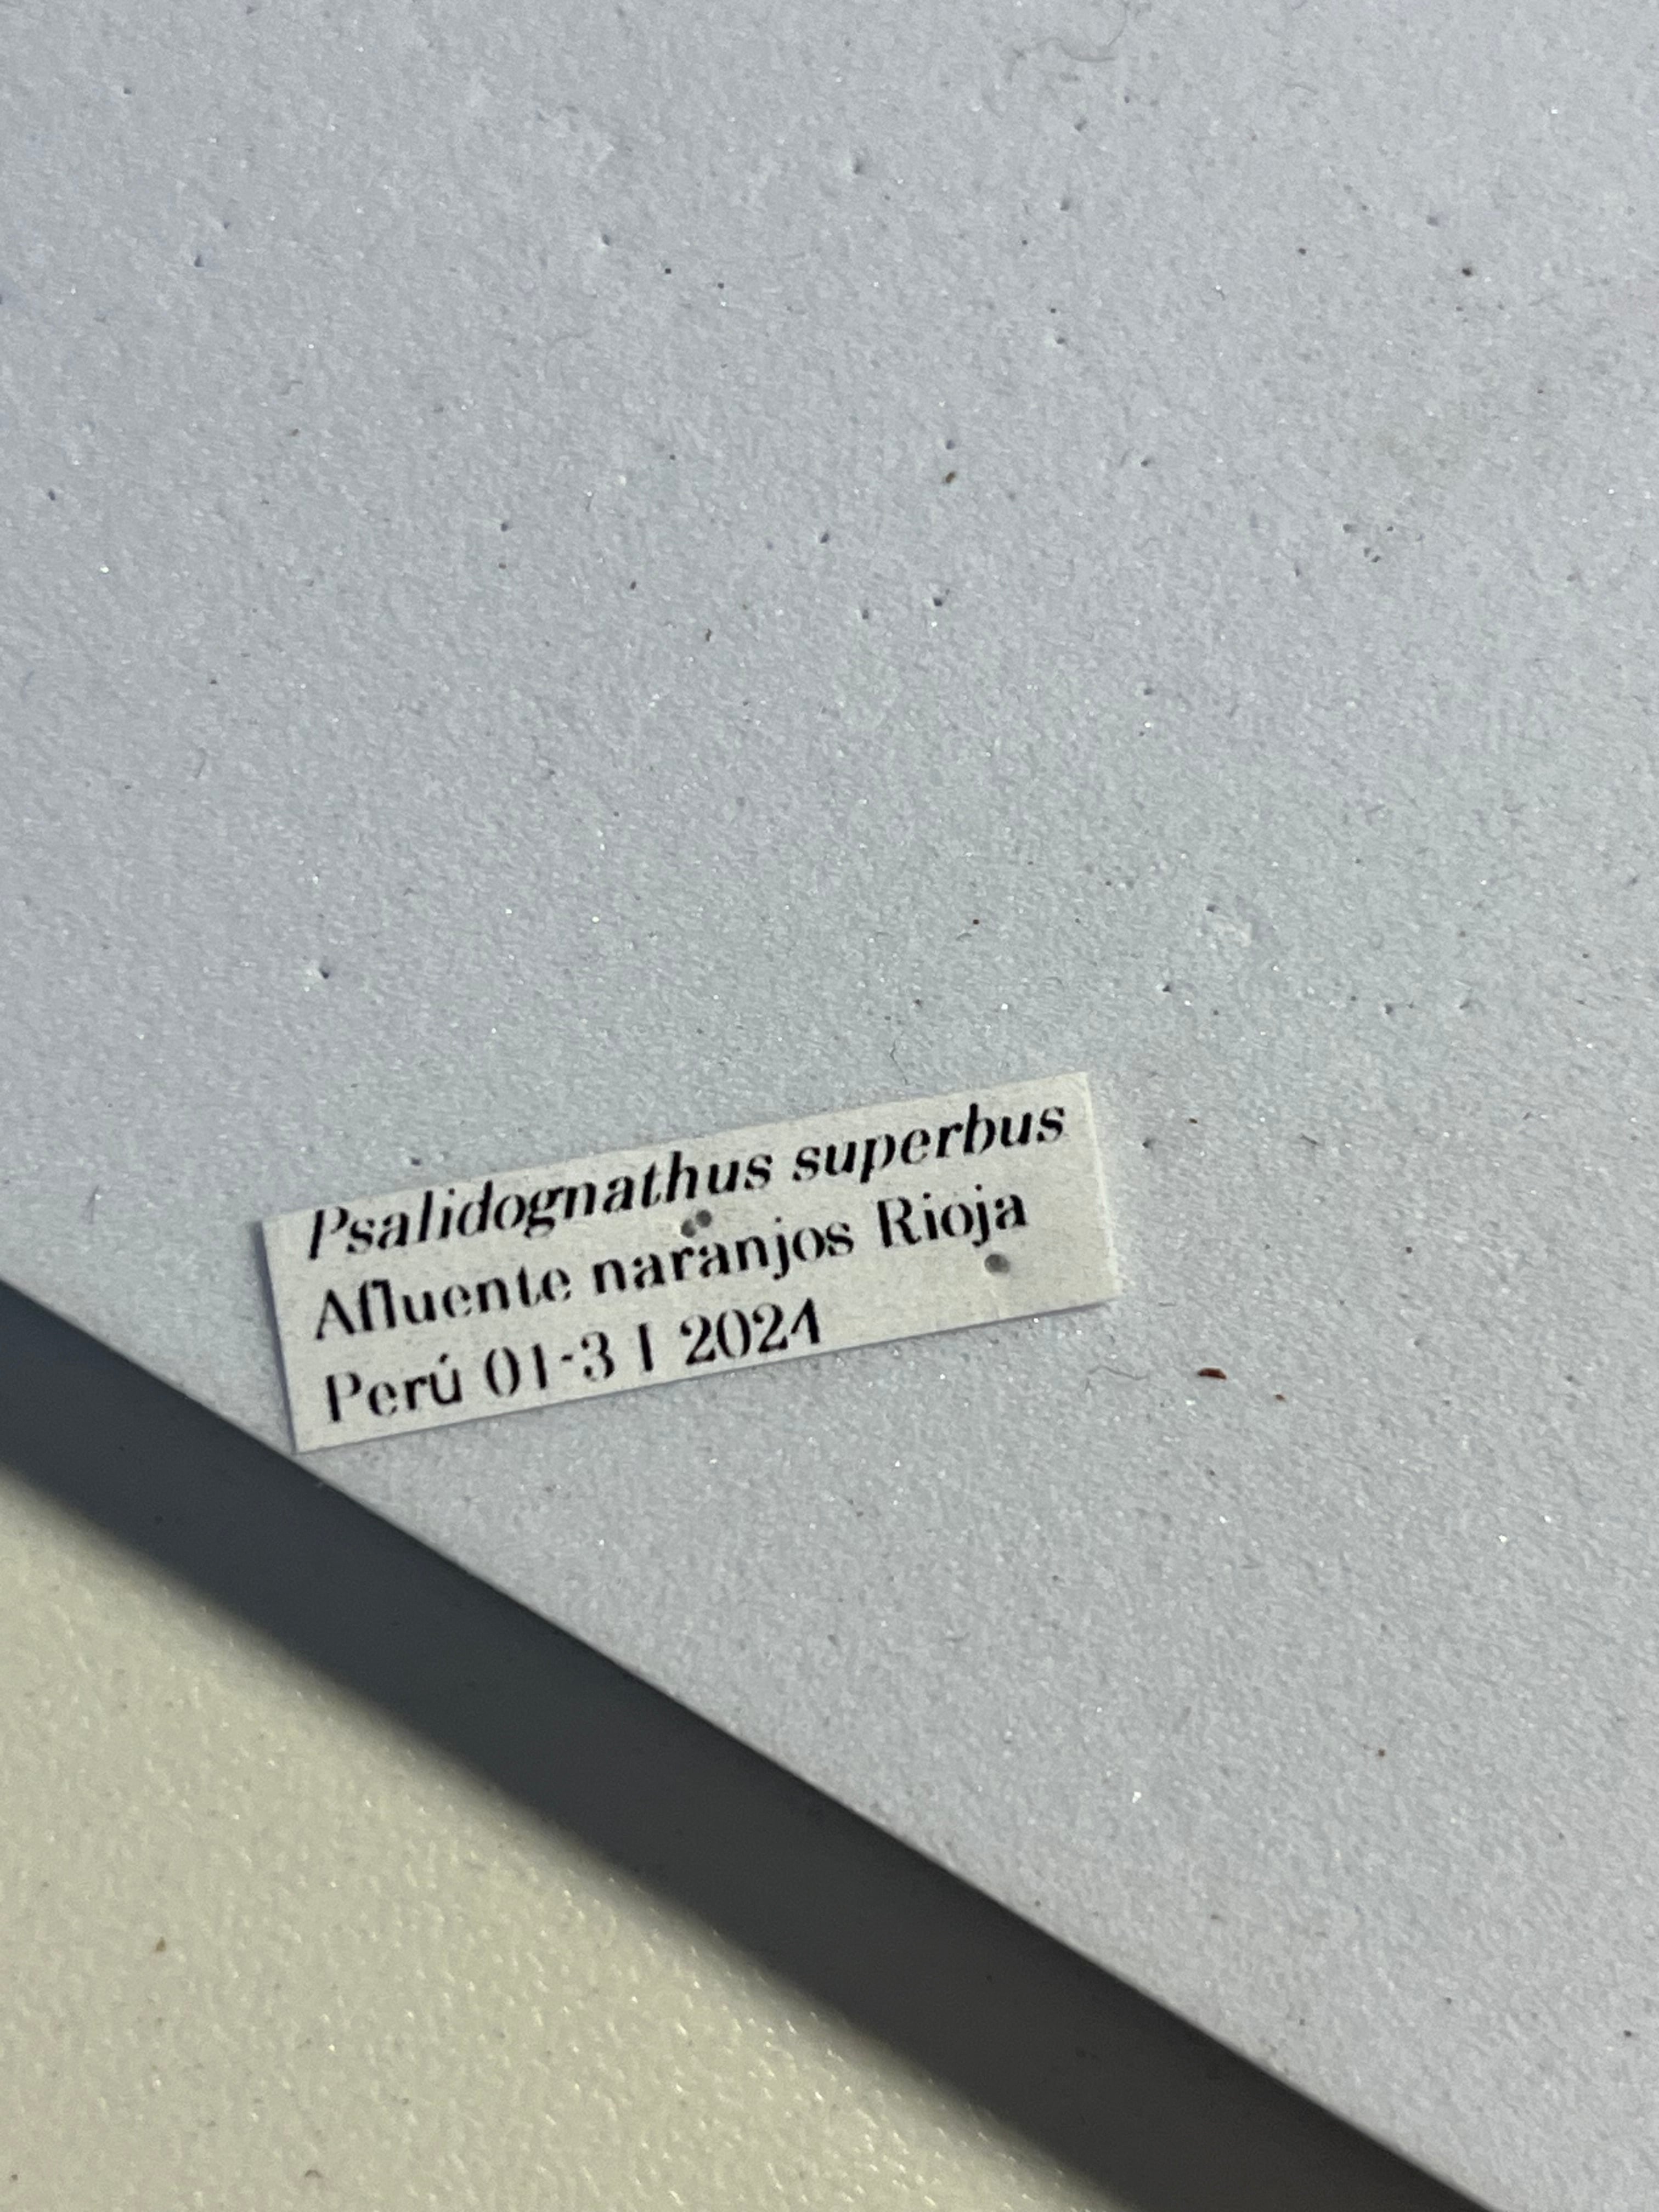 Psalidognathus superbus
Afluente naranjos Rioja
Perú 01-3 I 2024